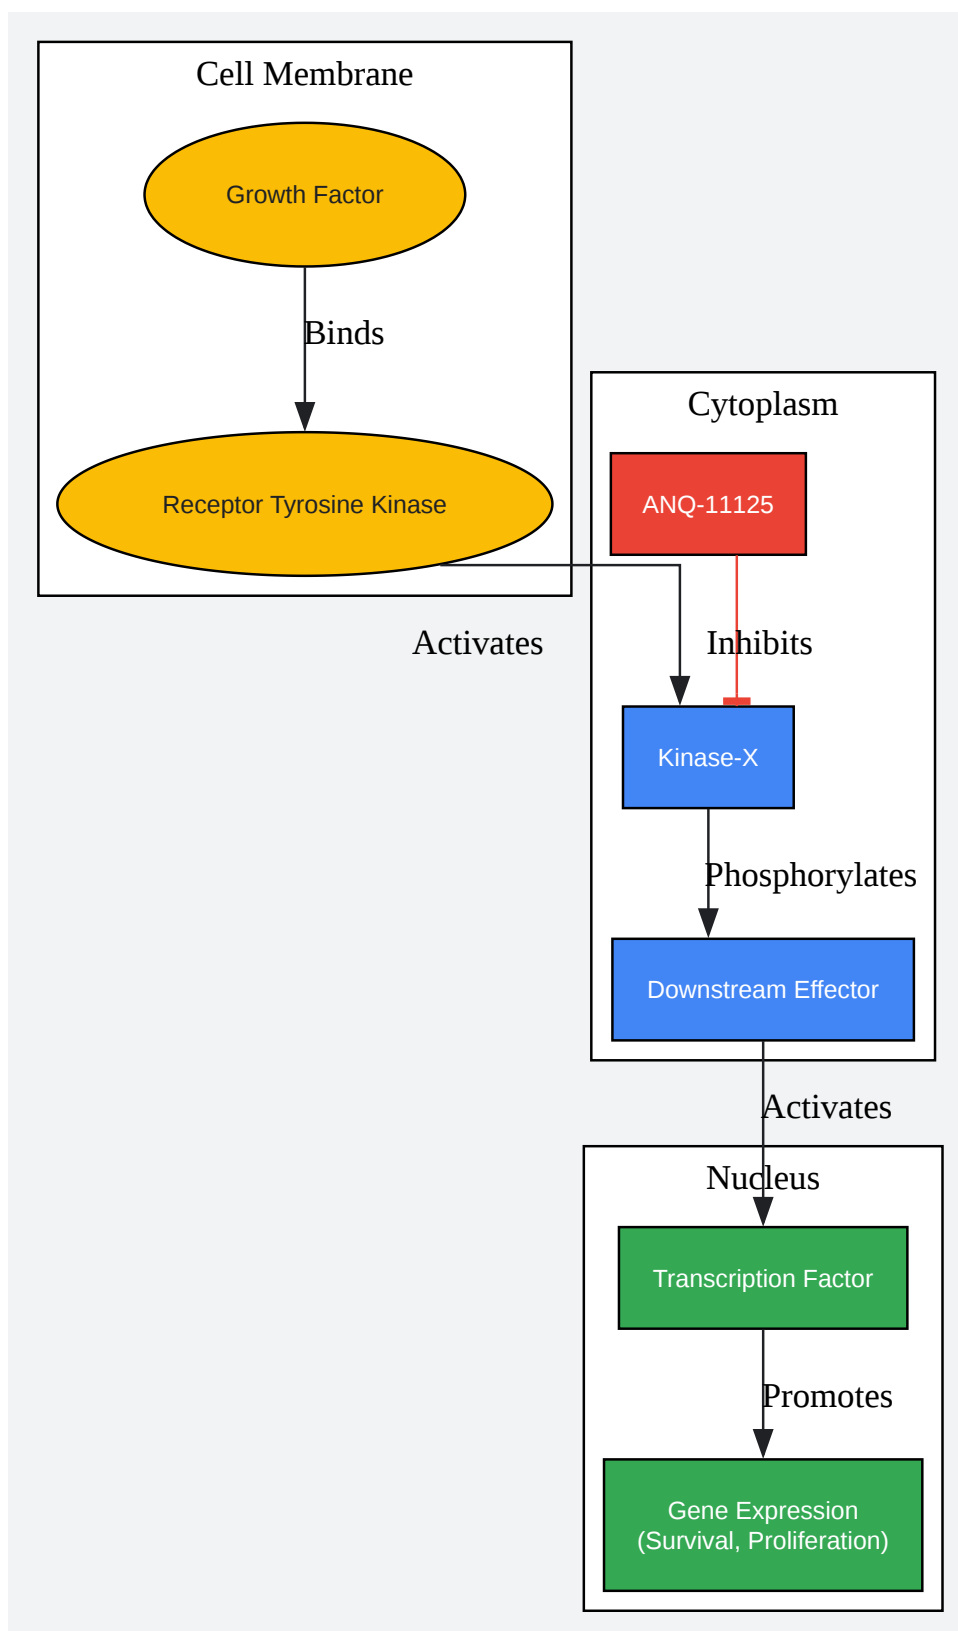 Cell Membrane
Growth Factor
Binds
Receptor Tyrosine Kinase
Activates
Cytoplasm
ANQ-11125
Inhibits
Kinase-X
Phosphorylates
Downstream Effector
Activates
Nucleus
Transcription Factor
Promotes
Gene Expression
(Survival, Proliferation)